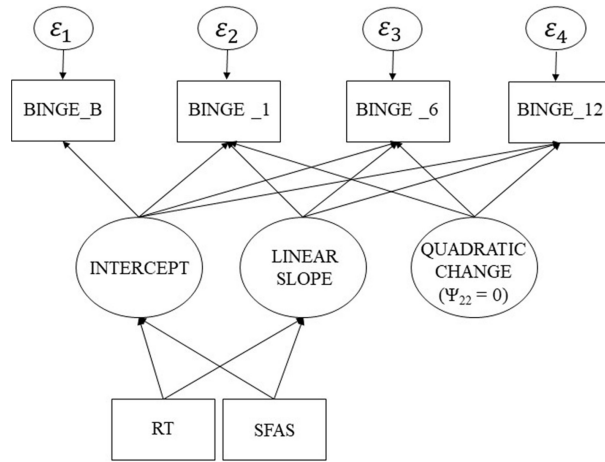 ε₁
ε₂
ε₃
ε₄
BINGE_B
BINGE _1
BINGE _6
BINGE_12
INTERCEPT
LINEAR
SLOPE
QUADRATIC
CHANGE
(Ψ₂₂ = 0)
RT
SFAS